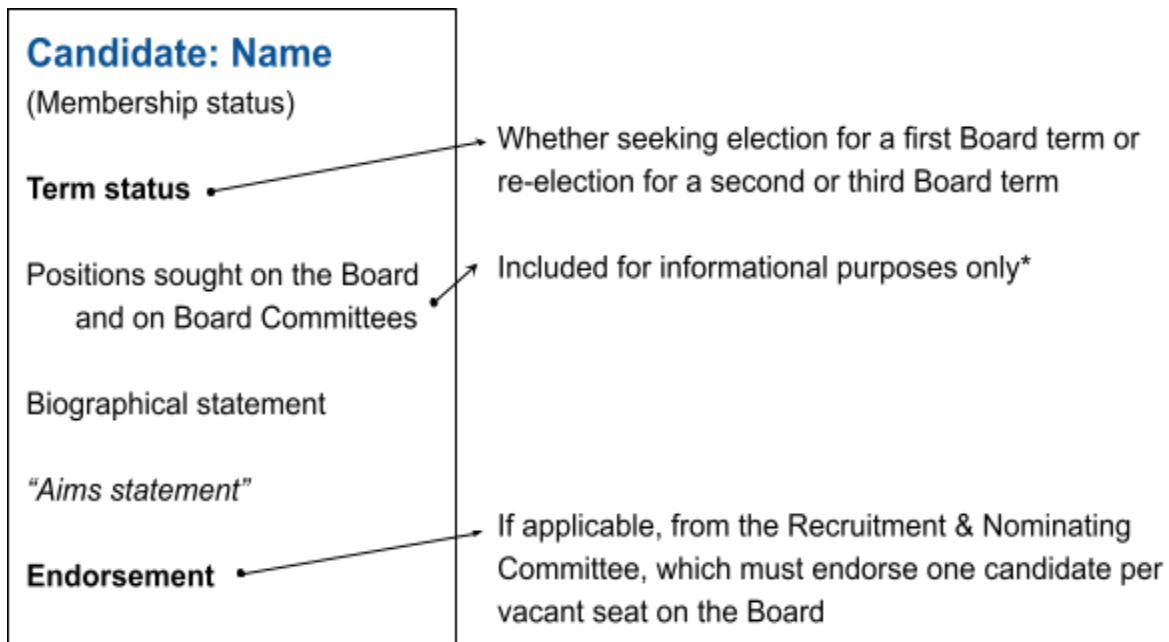 Candidate: Name
(Membership status)
Term status
Whether seeking election for a first Board term or
re-election for a second or third Board term
Positions sought on the Board
and on Board Committees
Included for informational purposes only*
Biographical statement
“Aims statement”
Endorsement
If applicable, from the Recruitment & Nominating
Committee, which must endorse one candidate per
vacant seat on the Board